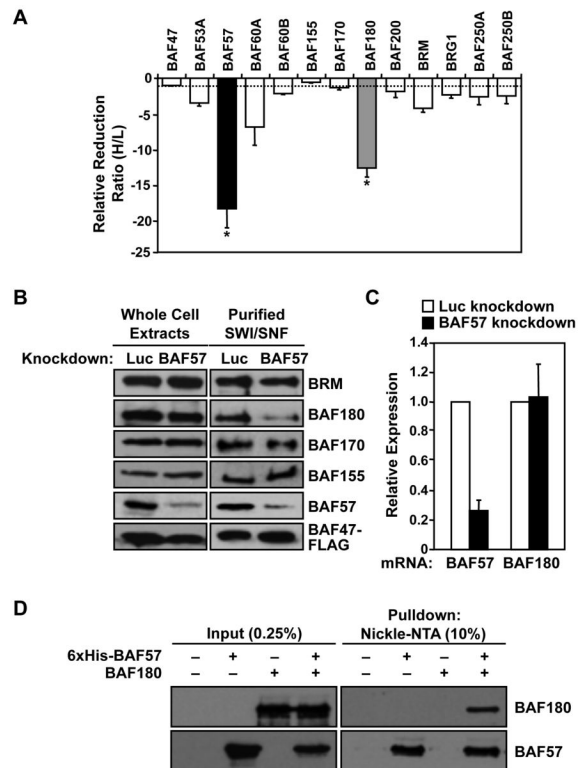 A
BAF47
BAF53A
BAF57
BAF60A
BAF60B
BAF155
BAF170
BAF180
BAF200
BRM
BRG1
BAF250A
BAF250B
Relative Reduction
Ratio (H/L)
0
-5
-10
-15
-20
-25
*
*
B
Whole Cell
Extracts
Purified
SWI/SNF
Knockdown: Luc BAF57 Luc BAF57
BRM
BAF180
BAF170
BAF155
BAF57
BAF47-
FLAG
C
Luc knockdown
BAF57 knockdown
Relative Expression
1.4
1.2
1.0
0.8
0.6
0.4
0.2
0
mRNA: BAF57 BAF180
D
Input (0.25%)
Pulldown:
Nickle-NTA (10%)
6xHis-BAF57 – + – + – + – +
BAF180 – – + + – – + +
BAF180
BAF57